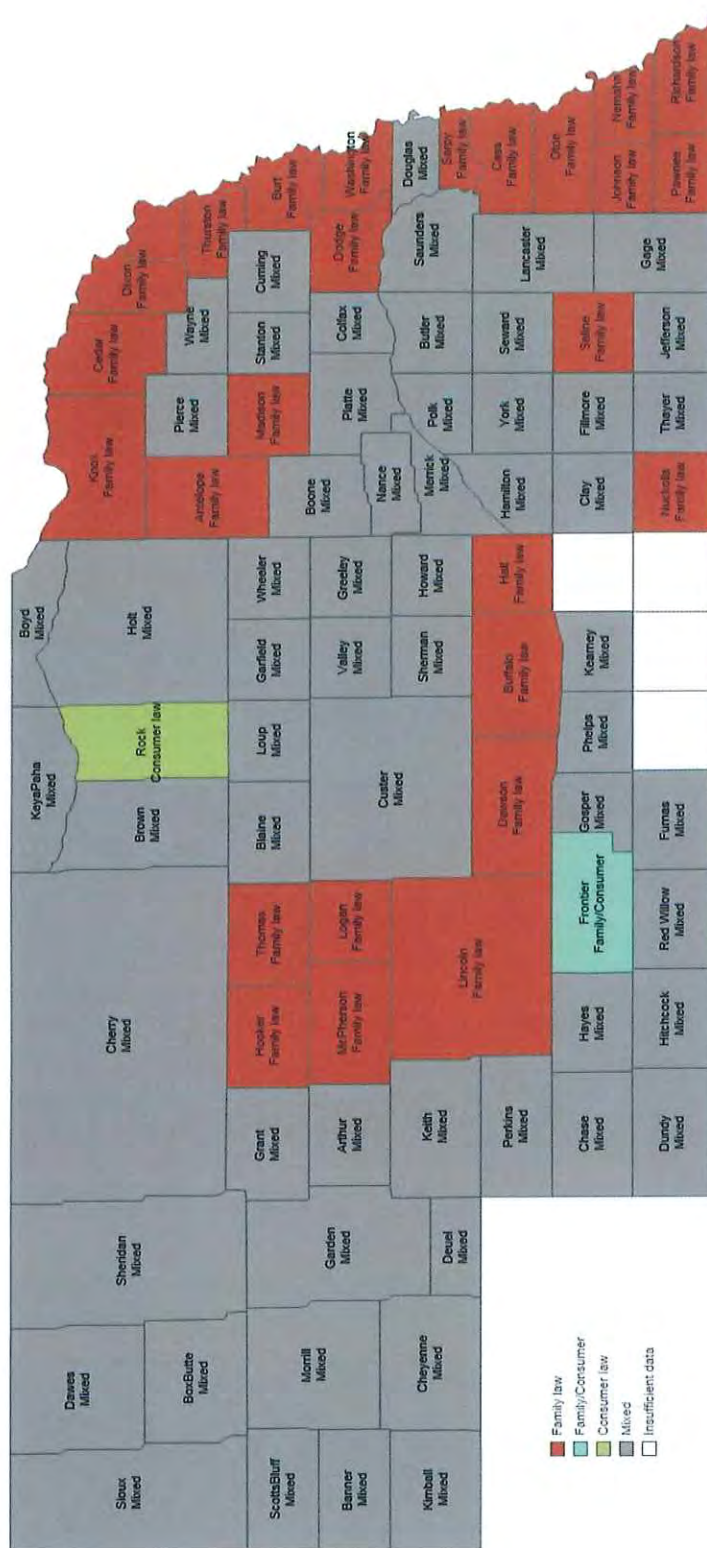 Sioux
Mixed
Dawes
Mixed
BoxButte
Mixed
Sheridan
Mixed
ScottsBluff
Mixed
Banner
Mixed
Kimball
Mixed
Morrill
Mixed
Cheyenne
Mixed
Garden
Mixed
Deuel
Mixed
Cherry
Mixed
Grant
Mixed
Hooker
Family law
Thomas
Family law
Arthur
Mixed
McPherson
Family law
Logan
Family law
Keith
Mixed
Perkins
Mixed
Lincoln
Family law
Chase
Mixed
Hayes
Mixed
Frontier
Family/Consumer
Dundy
Mixed
Hitchcock
Mixed
Red Willow
Mixed
Furnas
Mixed
Gosper
Mixed
KeyaPaha
Mixed
Brown
Mixed
Rock
Consumer law
Boyd
Mixed
Holt
Mixed
Blaine
Mixed
Loup
Mixed
Garfield
Mixed
Wheeler
Mixed
Custer
Mixed
Valley
Mixed
Greeley
Mixed
Sherman
Mixed
Howard
Mixed
Dawson
Family law
Buffalo
Family law
Hall
Family law
Phelps
Mixed
Kearney
Mixed
Knox
Family law
Cedar
Family law
Dixon
Family law
Antelope
Family law
Pierce
Mixed
Wayne
Mixed
Thurston
Family law
Madison
Family law
Stanton
Mixed
Cuming
Mixed
Burt
Family law
Boone
Mixed
Platte
Mixed
Colfax
Mixed
Dodge
Family law
Washington
Family law
Nance
Mixed
Merrick
Mixed
Polk
Mixed
Butler
Mixed
Saunders
Mixed
Douglas
Mixed
Sarpy
Family law
Hamilton
Mixed
York
Mixed
Seward
Mixed
Lancaster
Mixed
Cass
Family law
Otoe
Family law
Clay
Mixed
Fillmore
Mixed
Saline
Family law
Gage
Mixed
Johnson
Family law
Nemaha
Family law
Nuckolls
Family law
Thayer
Mixed
Jefferson
Mixed
Pawnee
Family law
Richardson
Family law
Family law
Family/Consumer
Consumer law
Mixed
Insufficient data